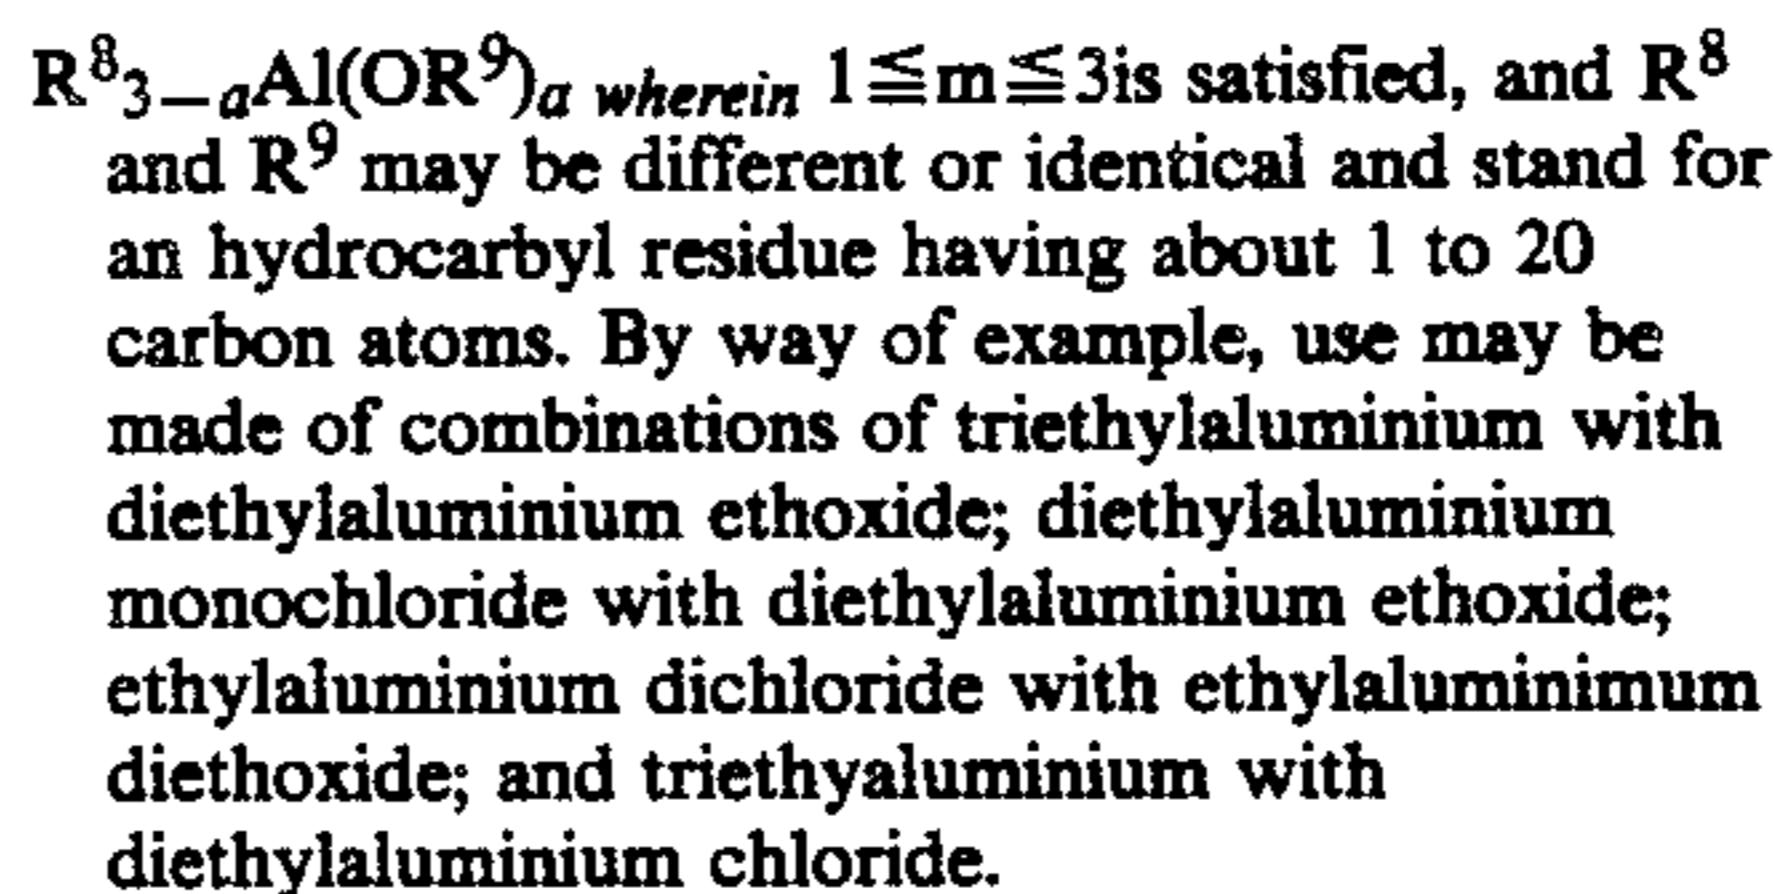 R⁸₃₋ₐAl(OR⁹)ₐ wherein 1≦m≦3is satisfied, and R⁸
and R⁹ may be different or identical and stand for
an hydrocarbyl residue having about 1 to 20
carbon atoms. By way of example, use may be
made of combinations of triethylaluminium with
diethylaluminium ethoxide; diethylaluminium
monochloride with diethylaluminium ethoxide;
ethylaluminium dichloride with ethylaluminimum
diethoxide; and triethyaluminium with
diethylaluminium chloride.